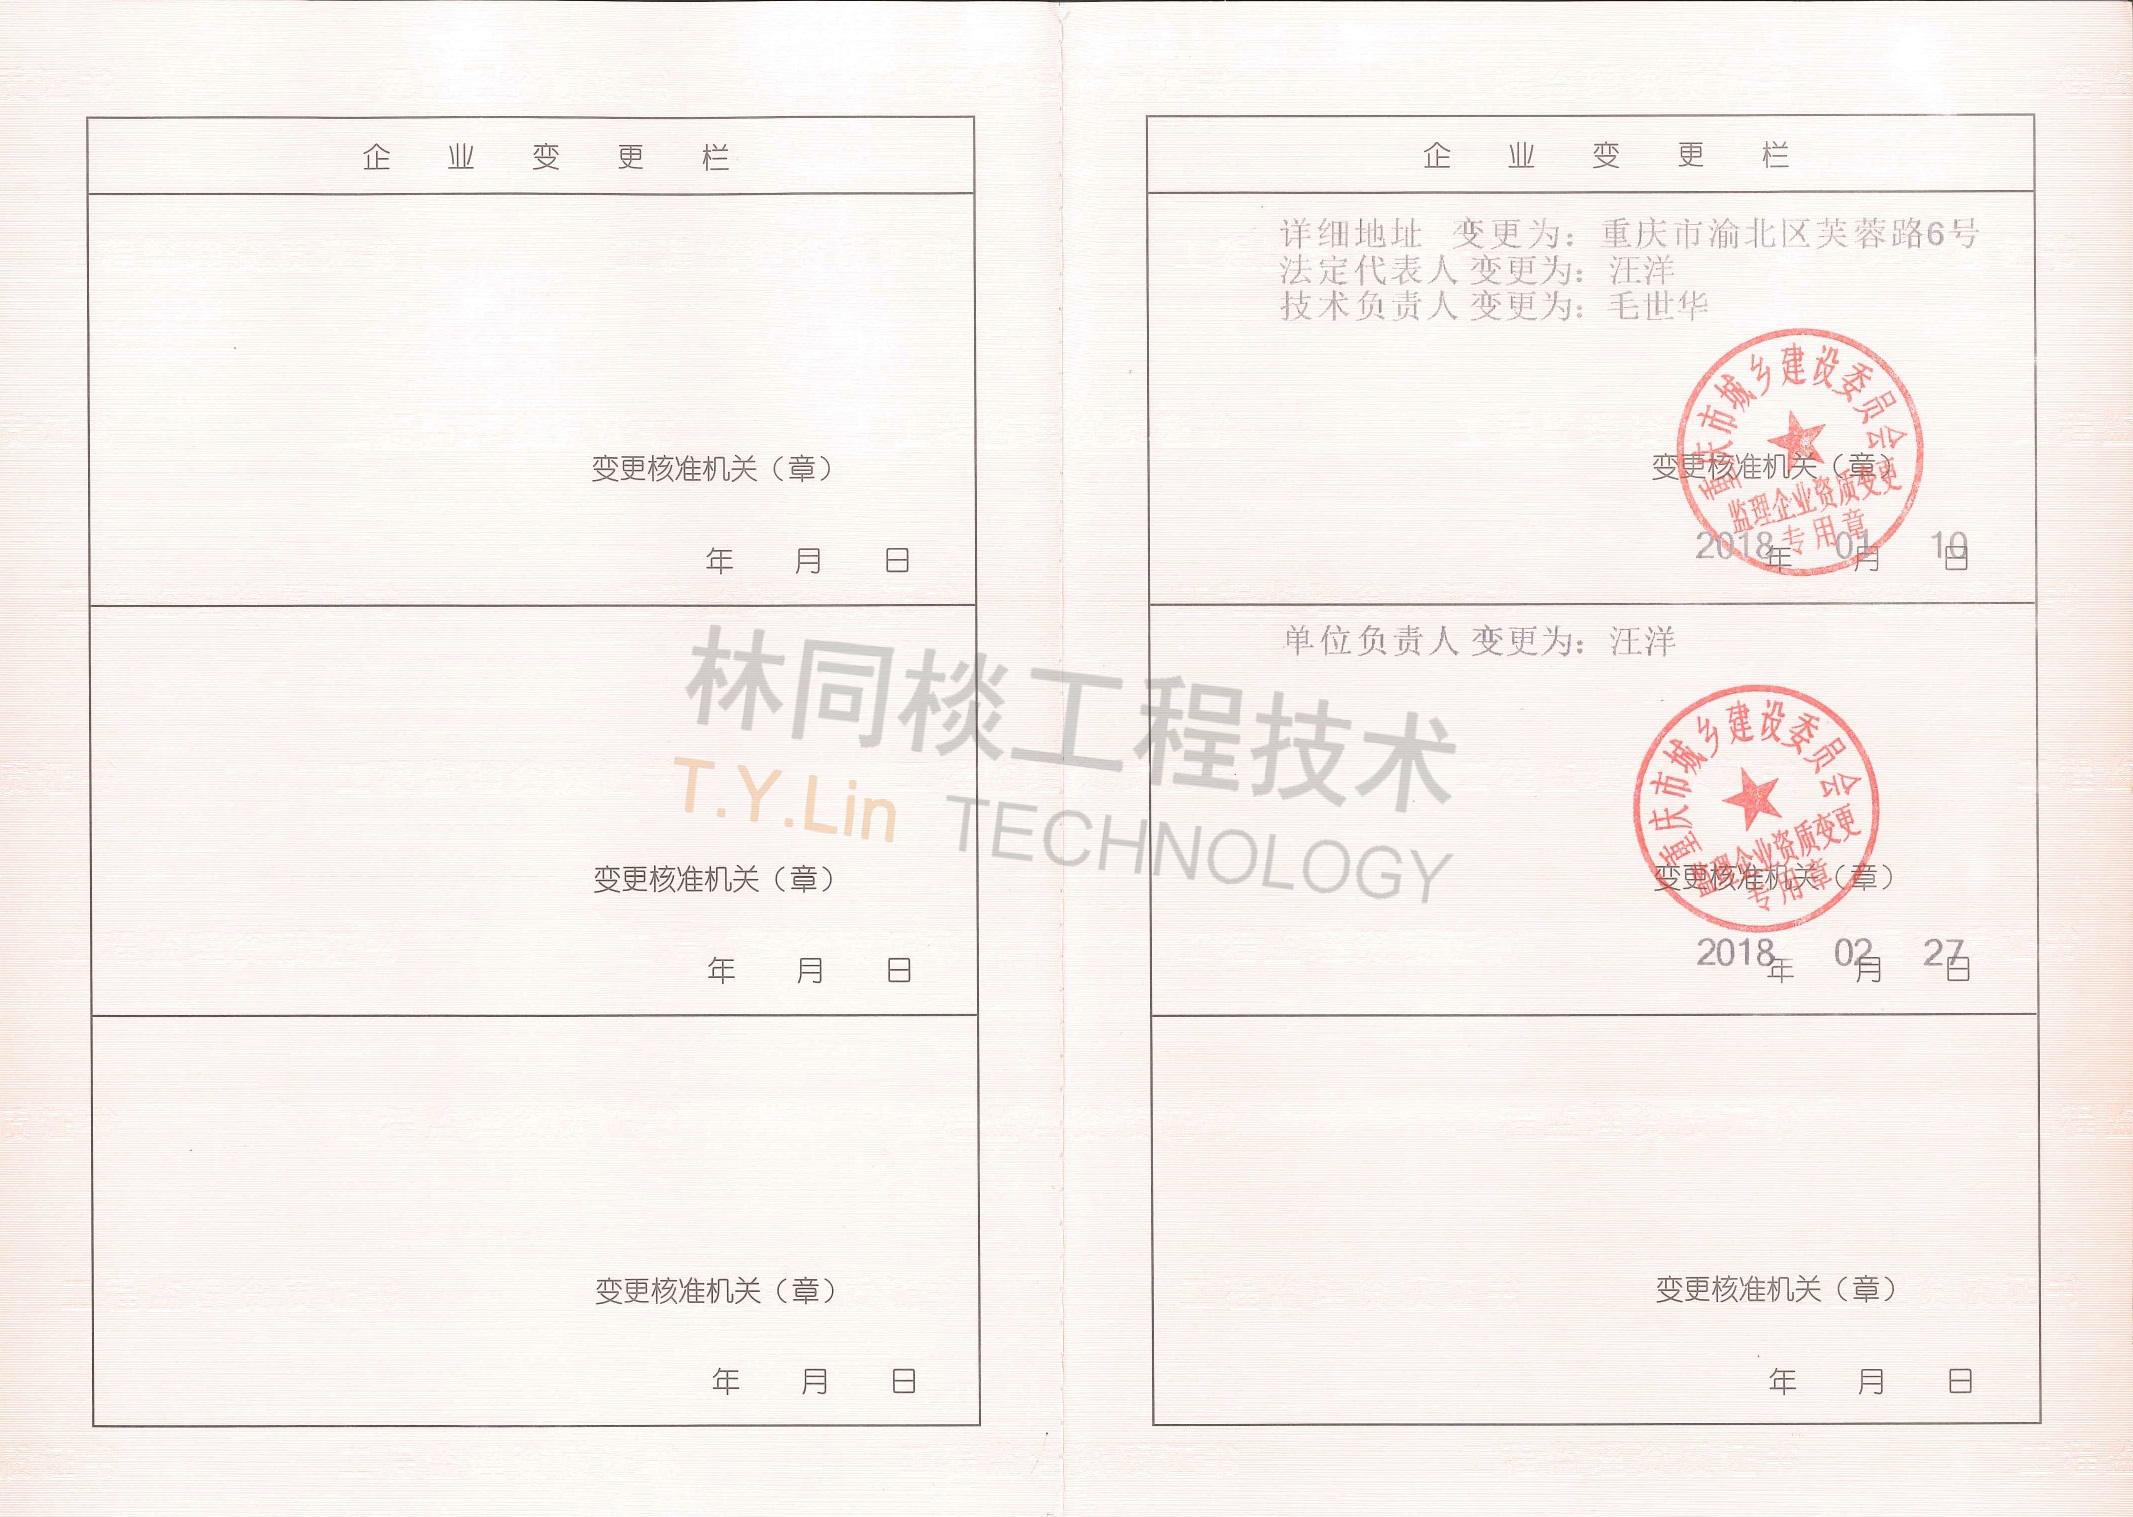 企业变更栏
变更核准机关（章）
年 月 日
变更核准机关（章）
年 月 日
变更核准机关（章）
年 月 日
企业变更栏
详细地址 变更为：重庆市渝北区芙蓉路6号
法定代表人 变更为：汪洋
技术负责人 变更为：毛世华
重庆市城乡建设委员会
监理企业资质变更
专用章
变更核准机关（章）
2018年 01月 10日
单位负责人 变更为：汪洋
重庆市城乡建设委员会
监理企业资质变更
专用章
变更核准机关（章）
2018年 02月 27日
变更核准机关（章）
年 月 日
林同棪工程技术
T.Y.Lin TECHNOLOGY